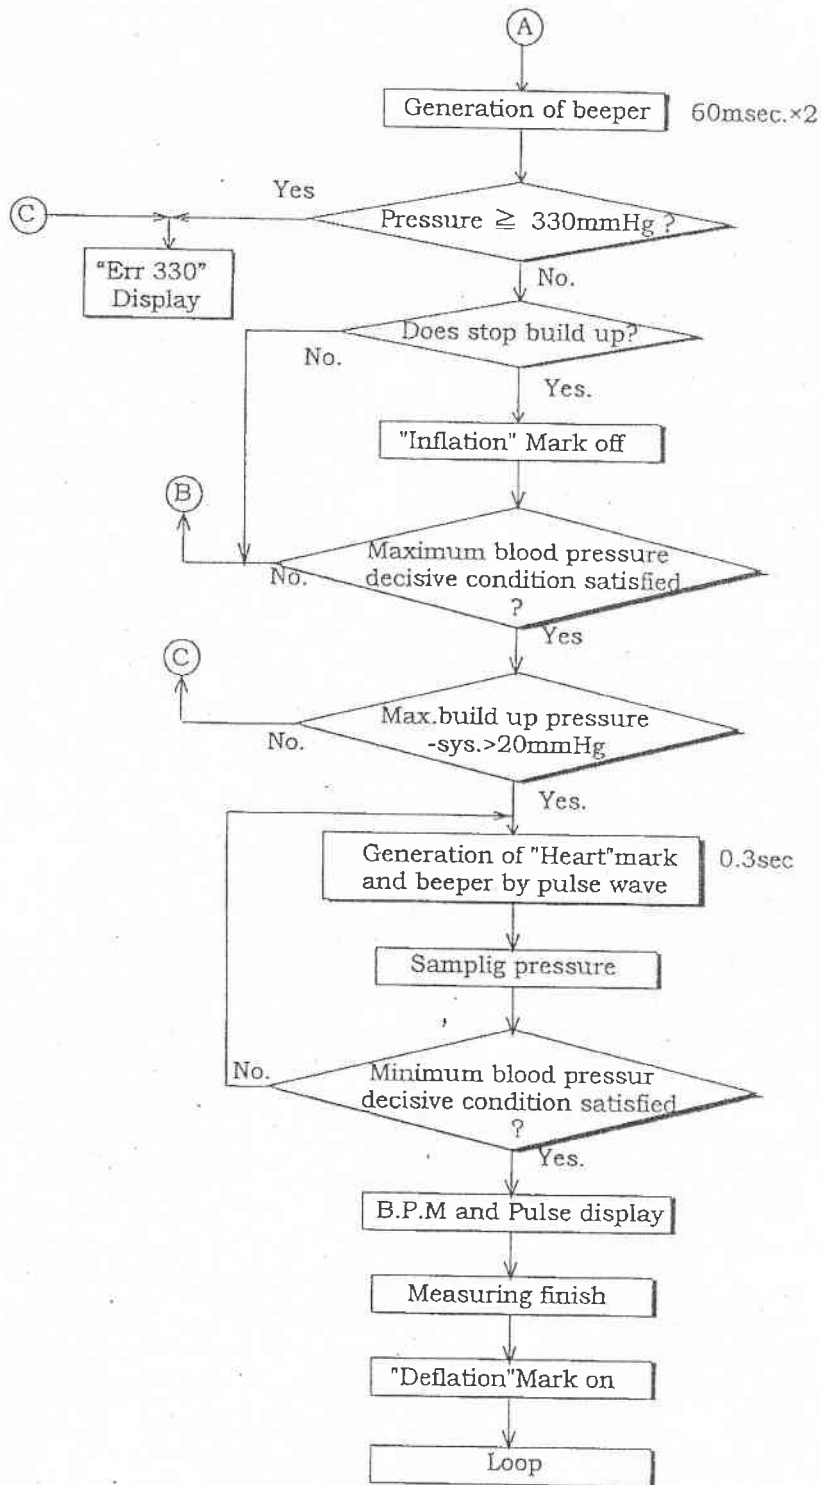 A
Generation of beeper
60msec.×2
Yes
C
Pressure ≧ 330mmHg ?
"Err 330"
Display
No.
Does stop build up?
No.
Yes.
"Inflation" Mark off
B
Maximum blood pressure
decisive condition satisfied
?
No.
Yes
C
Max.build up pressure
-sys.>20mmHg
No.
Yes.
Generation of "Heart"mark
and beeper by pulse wave
0.3sec
Samplig pressure
No.
Minimum blood pressur
decisive condition satisfied
?
Yes.
B.P.M and Pulse display
Measuring finish
"Deflation"Mark on
Loop